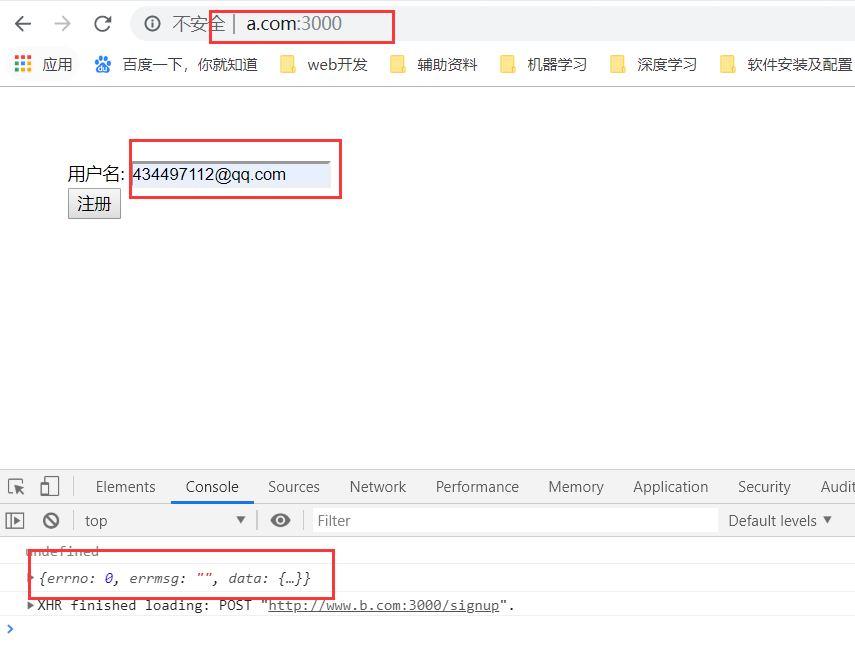 不安全 | a.com:3000
应用 百度一下，你就知道 web开发 辅助资料 机器学习 深度学习 软件安装及配置
用户名: 434497112@qq.com
注册
Elements Console Sources Network Performance Memory Application Security Audit
top ▼ Filter Default levels ▼
undefined
▶{errno: 0, errmsg: "", data: {…}}
▶XHR finished loading: POST "http://www.b.com:3000/signup".
>